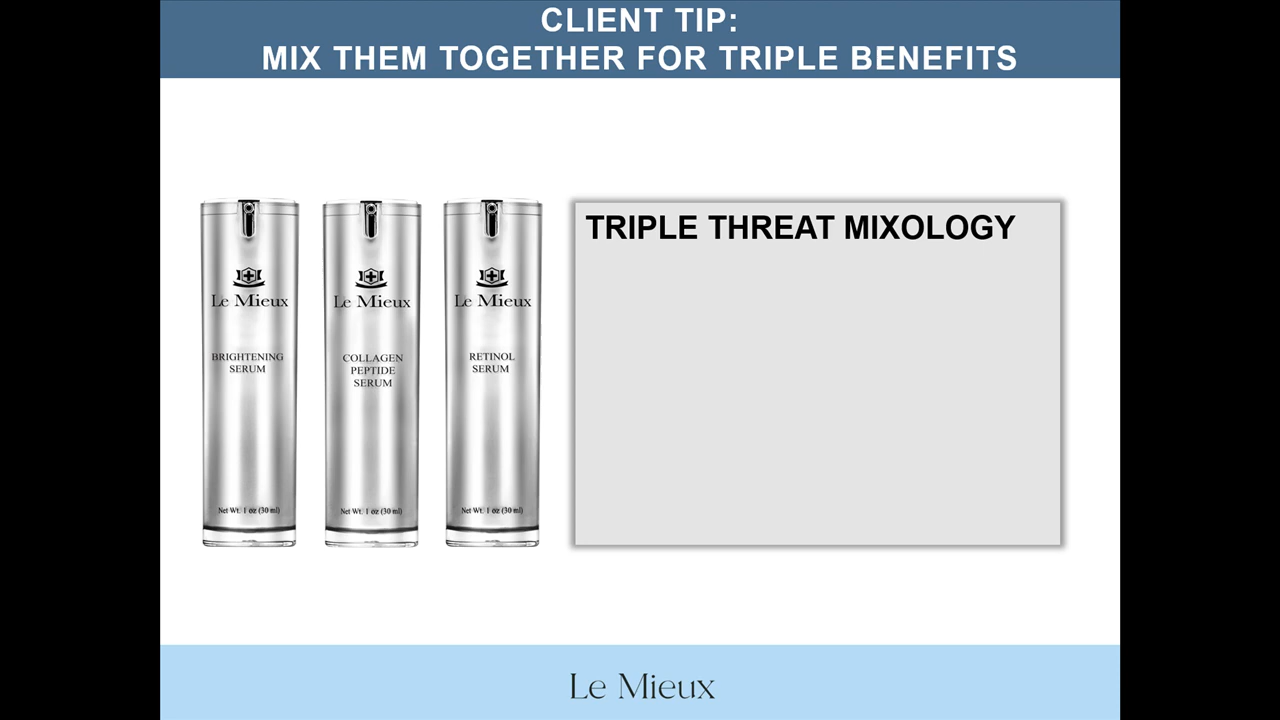 CLIENT TIP:
MIX THEM TOGETHER FOR TRIPLE BENEFITS
Le Mieux
BRIGHTENING
SERUM
Net Wt. 1 oz (30 ml)
Le Mieux
COLLAGEN
PEPTIDE
SERUM
Net Wt. 1 oz (30 ml)
Le Mieux
RETINOL
SERUM
Net Wt. 1 oz (30 ml)
TRIPLE THREAT MIXOLOGY
Le Mieux